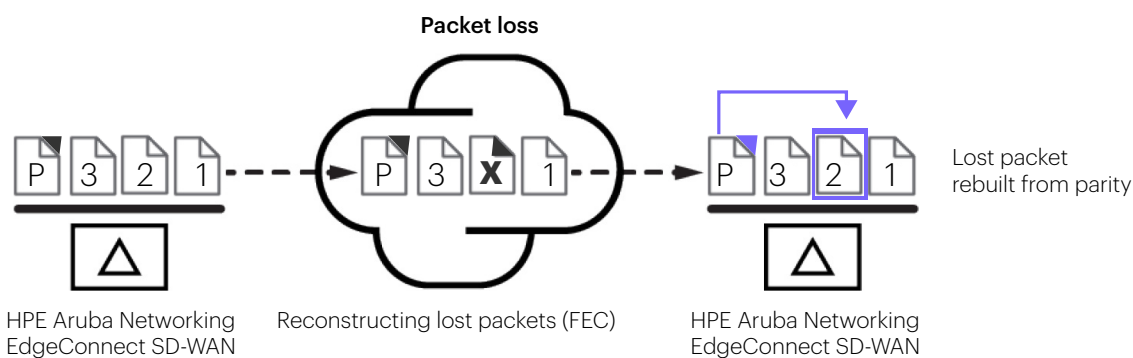 Packet loss
P 3 2 1
P 3 X 1
P 3 2 1
Lost packet
rebuilt from parity
HPE Aruba Networking
EdgeConnect SD-WAN
Reconstructing lost packets (FEC)
HPE Aruba Networking
EdgeConnect SD-WAN